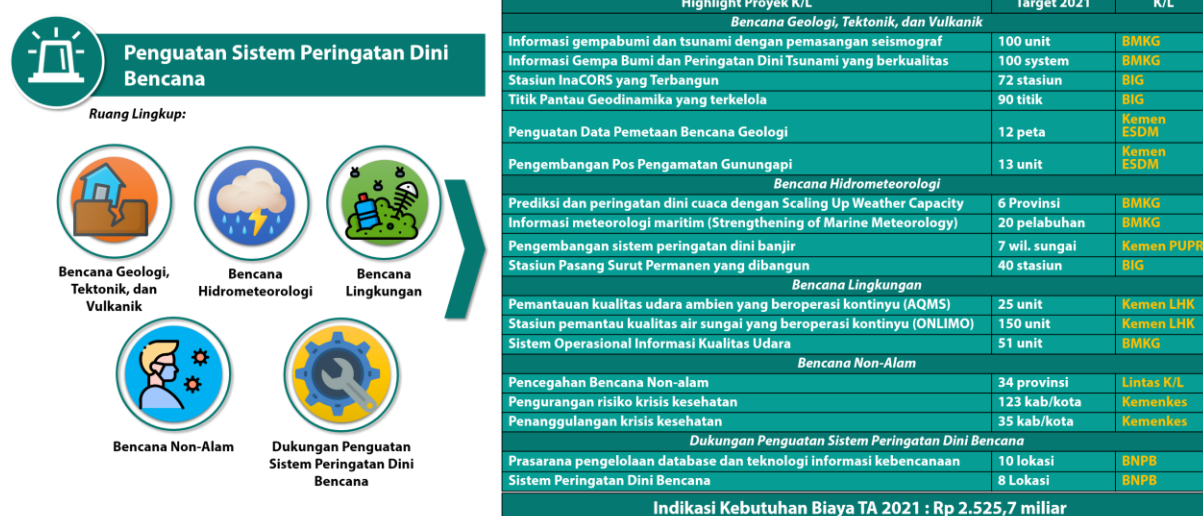 Penguatan Sistem Peringatan Dini
Bencana
Ruang Lingkup:
Bencana Geologi,
Tektonik, dan
Vulkanik
Bencana
Hidrometeorologi
Bencana
Lingkungan
Bencana Non-Alam
Dukungan Penguatan
Sistem Peringatan Dini
Bencana
Highlight Proyek K/L Target 2021 K/L
Bencana Geologi, Tektonik, dan Vulkanik
Informasi gempabumi dan tsunami dengan pemasangan seismograf 100 unit BMKG
Informasi Gempa Bumi dan Peringatan Dini Tsunami yang berkualitas 100 system BMKG
Stasiun InaCORS yang Terbangun 72 stasiun BIG
Titik Pantau Geodinamika yang terkelola 90 titik BIG
Penguatan Data Pemetaan Bencana Geologi 12 peta Kemen
ESDM
Pengembangan Pos Pengamatan Gunungapi 13 unit Kemen
ESDM
Bencana Hidrometeorologi
Prediksi dan peringatan dini cuaca dengan Scaling Up Weather Capacity 6 Provinsi BMKG
Informasi meteorologi maritim (Strengthening of Marine Meteorology) 20 pelabuhan BMKG
Pengembangan sistem peringatan dini banjir 7 wil. sungai Kemen PUPR
Stasiun Pasang Surut Permanen yang dibangun 40 stasiun BIG
Bencana Lingkungan
Pemantauan kualitas udara ambien yang beroperasi kontinyu (AQMS) 25 unit Kemen LHK
Stasiun pemantau kualitas air sungai yang beroperasi kontinyu (ONLIMO) 150 unit Kemen LHK
Sistem Operasional Informasi Kualitas Udara 51 unit BMKG
Bencana Non-Alam
Pencegahan Bencana Non-alam 34 provinsi Lintas K/L
Pengurangan risiko krisis kesehatan 123 kab/kota Kemenkes
Penanggulangan krisis kesehatan 35 kab/kota Kemenkes
Dukungan Penguatan Sistem Peringatan Dini Bencana
Prasarana pengelolaan database dan teknologi informasi kebencanaan 10 lokasi BNPB
Sistem Peringatan Dini Bencana 8 Lokasi BNPB
Indikasi Kebutuhan Biaya TA 2021 : Rp 2.525,7 miliar